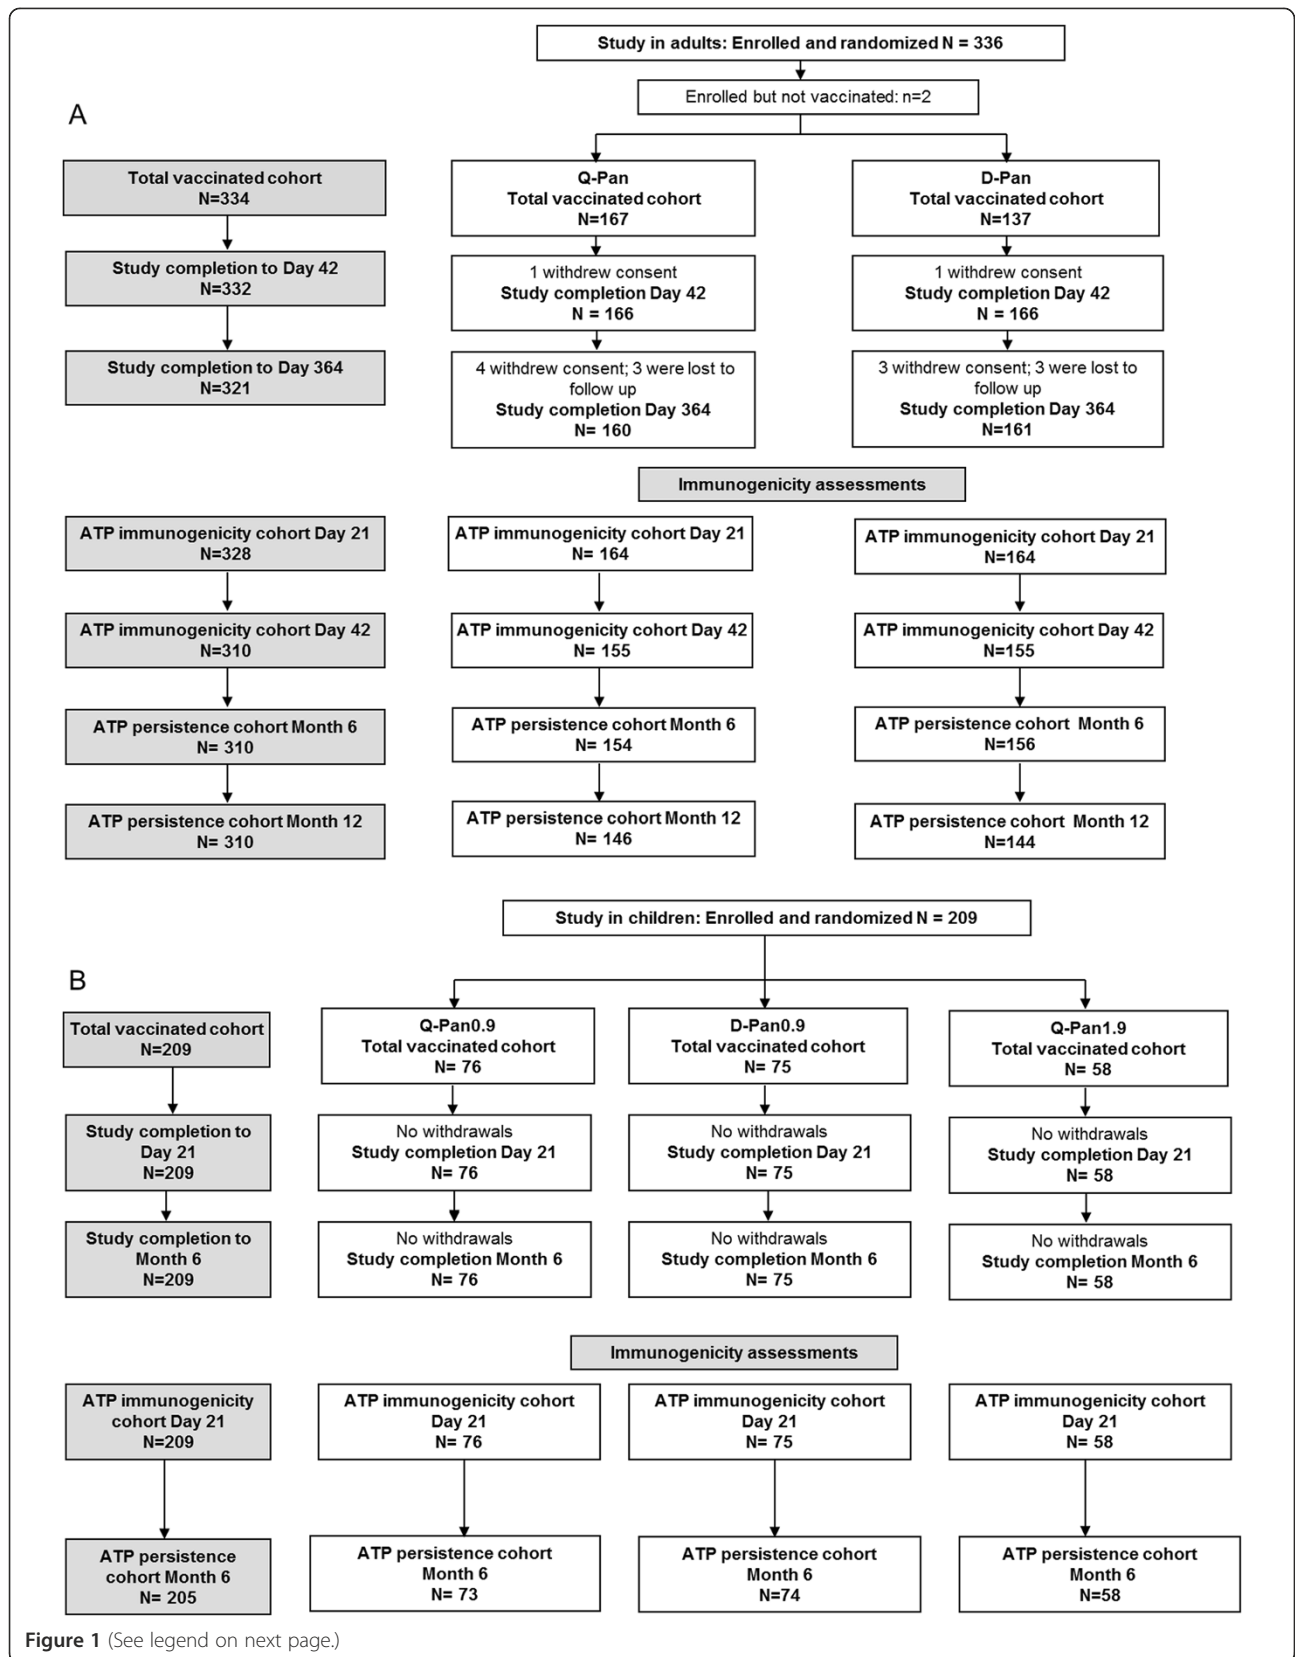 Study in adults: Enrolled and randomized N = 336
Enrolled but not vaccinated: n=2
A
Total vaccinated cohort
N=334
Q-Pan
Total vaccinated cohort
N=167
D-Pan
Total vaccinated cohort
N=137
Study completion to Day 42
N=332
1 withdrew consent
Study completion Day 42
N = 166
1 withdrew consent
Study completion Day 42
N = 166
Study completion to Day 364
N=321
4 withdrew consent; 3 were lost to
follow up
Study completion Day 364
N= 160
3 withdrew consent; 3 were lost to
follow up
Study completion Day 364
N=161
Immunogenicity assessments
ATP immunogenicity cohort Day 21
N=328
ATP immunogenicity cohort Day 21
N= 164
ATP immunogenicity cohort Day 21
N=164
ATP immunogenicity cohort Day 42
N=310
ATP immunogenicity cohort Day 42
N= 155
ATP immunogenicity cohort Day 42
N=155
ATP persistence cohort Month 6
N= 310
ATP persistence cohort Month 6
N= 154
ATP persistence cohort Month 6
N=156
ATP persistence cohort Month 12
N= 310
ATP persistence cohort Month 12
N= 146
ATP persistence cohort Month 12
N=144
Study in children: Enrolled and randomized N = 209
B
Total vaccinated cohort
N=209
Q-Pan0.9
Total vaccinated cohort
N= 76
D-Pan0.9
Total vaccinated cohort
N= 75
Q-Pan1.9
Total vaccinated cohort
N= 58
Study completion to
Day 21
N=209
No withdrawals
Study completion Day 21
N= 76
No withdrawals
Study completion Day 21
N= 75
No withdrawals
Study completion Day 21
N= 58
Study completion to
Month 6
N=209
No withdrawals
Study completion Month 6
N= 76
No withdrawals
Study completion Month 6
N= 75
No withdrawals
Study completion Month 6
N= 58
Immunogenicity assessments
ATP immunogenicity
cohort Day 21
N=209
ATP immunogenicity cohort
Day 21
N= 76
ATP immunogenicity cohort
Day 21
N= 75
ATP immunogenicity cohort
Day 21
N= 58
ATP persistence
cohort Month 6
N= 205
ATP persistence cohort
Month 6
N= 73
ATP persistence cohort
Month 6
N=74
ATP persistence cohort
Month 6
N=58
Figure 1 (See legend on next page.)